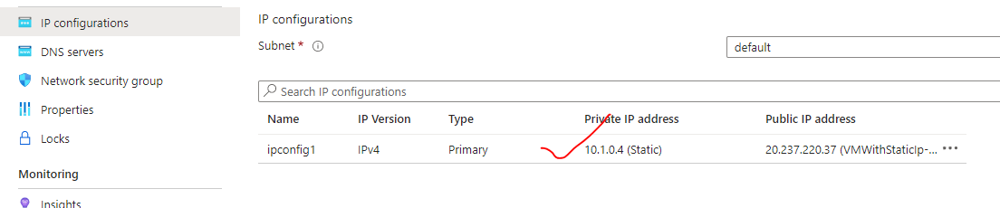 IP configurations
DNS servers
Network security group
Properties
Locks
Monitoring
Insights
IP configurations
Subnet *
default
Search IP configurations
Name IP Version Type Private IP address Public IP address
ipconfig1 IPv4 Primary 10.1.0.4 (Static) 20.237.220.37 (VMWithStaticIp-... •••